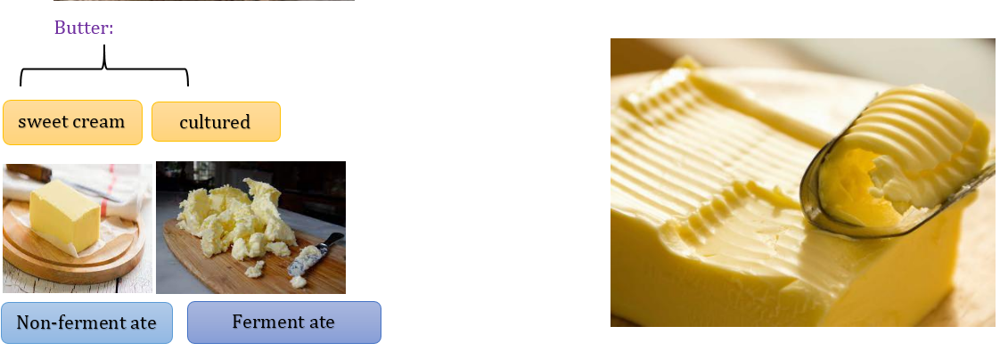 Butter:
sweet cream
cultured
Non-ferment ate
Ferment ate